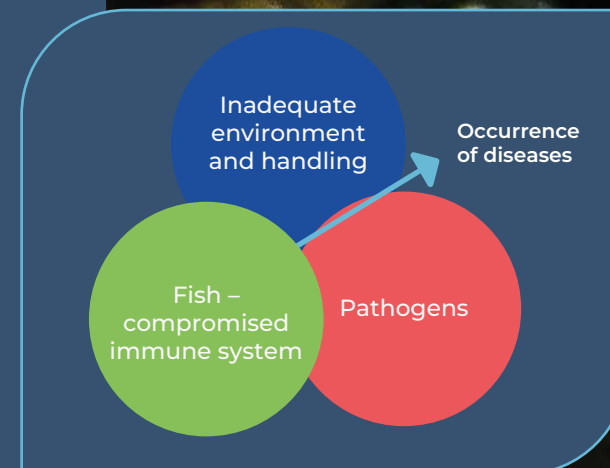 Inadequate
environment
and handling
Occurrence
of diseases
Fish –
compromised
immune system
Pathogens